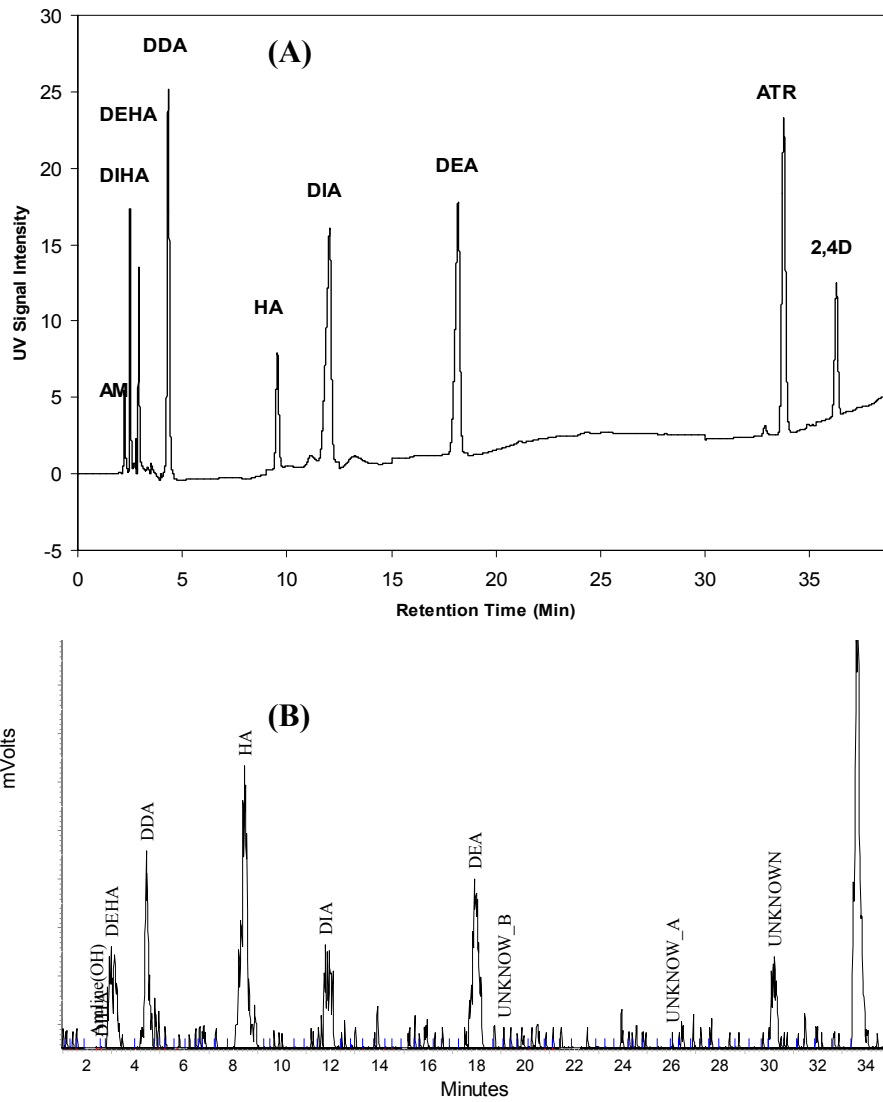 30
DDA
(A)
25
ATR
DEHA
20
DIHA
DEA
DIA
15
2,4D
10
HA
AM
5
0
-5
0 5 10 15 20 25 30 35
UV Signal Intensity
Retention Time (Min)
(B)
mVolts
DEHA
DDA
HA
DIA
DEA
UNKNOW_B
UNKNOW_A
UNKNOWN
2 4 6 8 10 12 14 16 18 20 22 24 26 28 30 32 34
Minutes